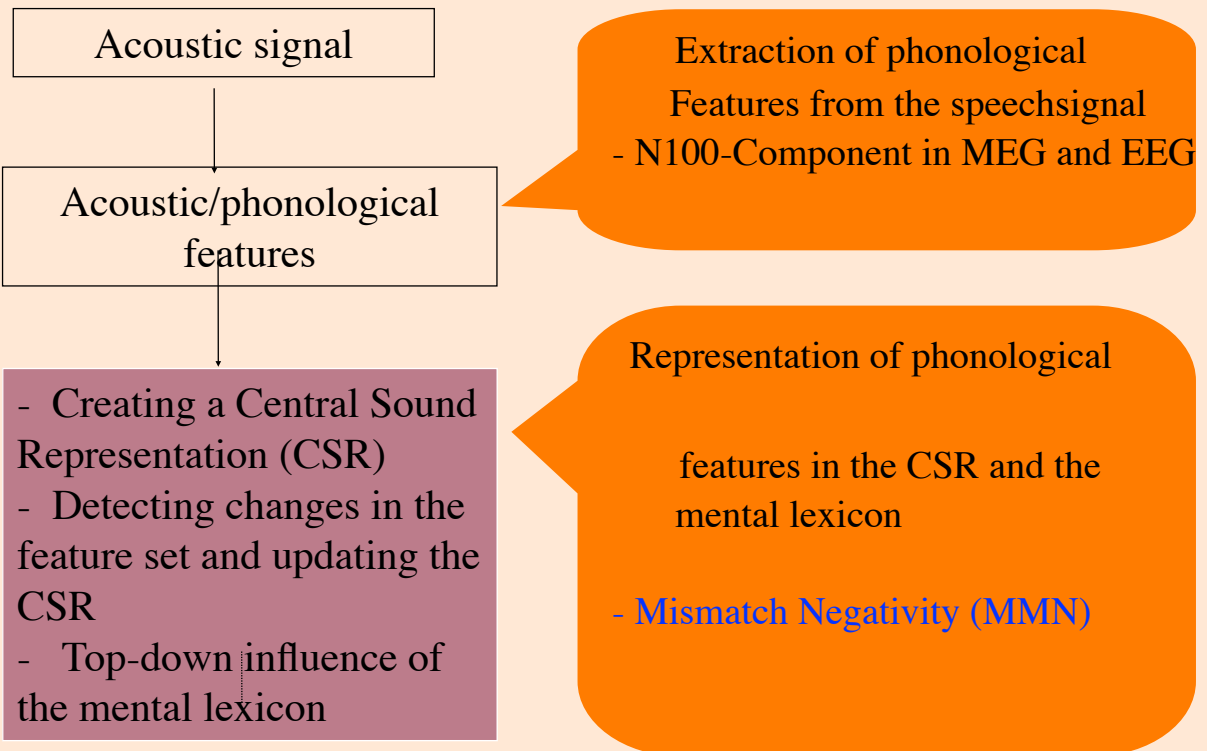 Acoustic signal
Extraction of phonological
Features from the speechsignal
- N100-Component in MEG and EEG
Acoustic/phonological
features
- Creating a Central Sound
Representation (CSR)
- Detecting changes in the
feature set and updating the
CSR
- Top-down influence of
the mental lexicon
Representation of phonological
features in the CSR and the
mental lexicon
- Mismatch Negativity (MMN)